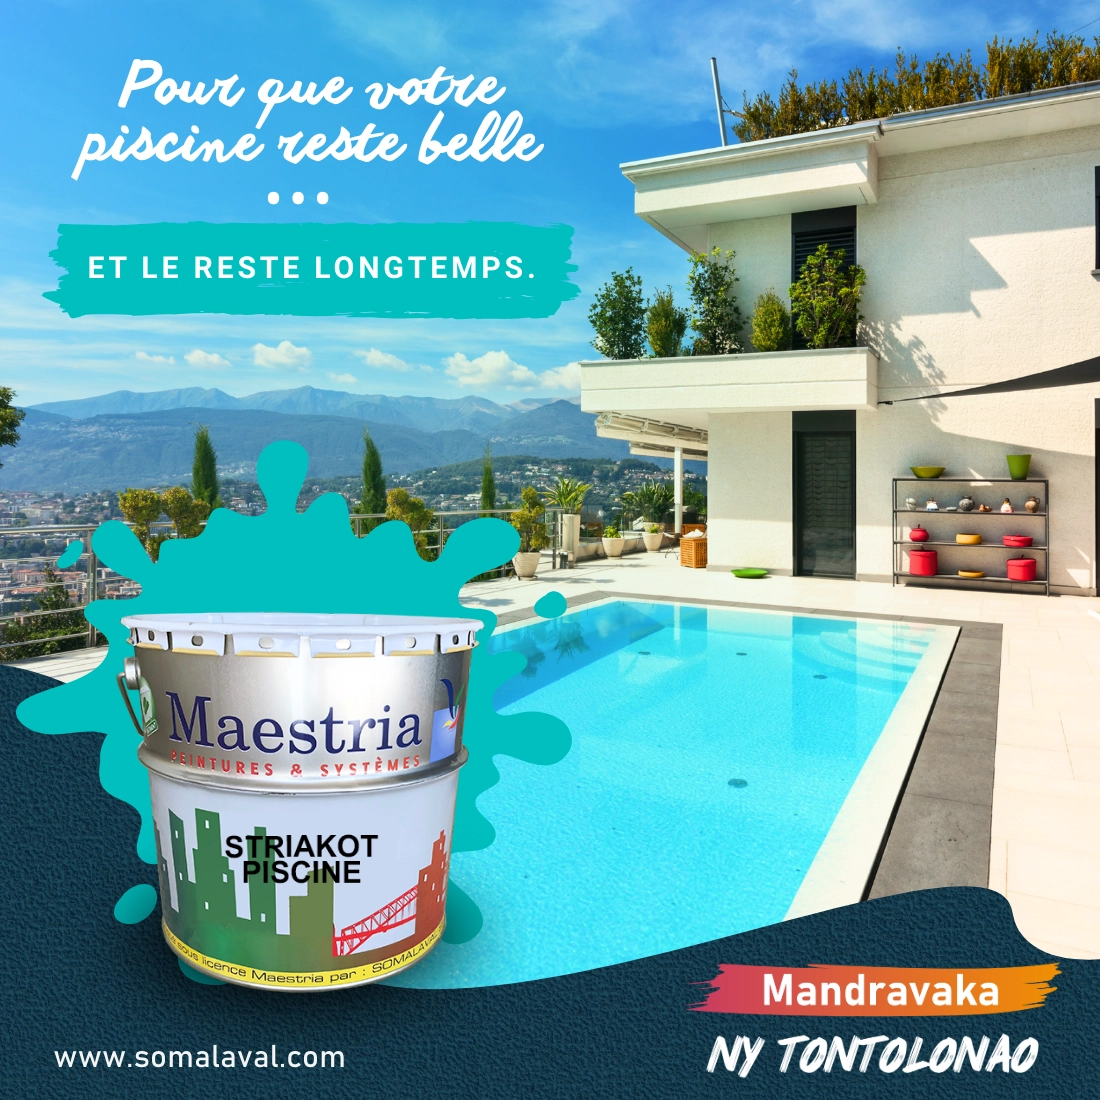 Pour que votre
piscine reste belle
...
ET LE RESTE LONGTEMPS.
Maestria
PEINTURES & SYSTÈMES
STRIAKOT
PISCINE
sous licence Maestria par : SOMALAVAL
Mandravaka
NY TONTOLONAO
www.somalaval.com